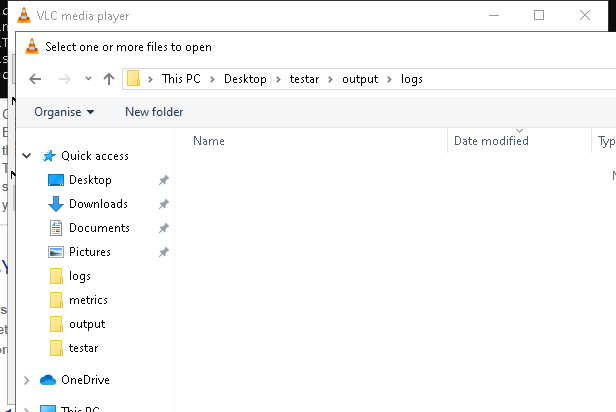 VLC media player
Select one or more files to open
This PC > Desktop > testar > output > logs
Organise New folder
Name Date modified Typ
Quick access
Desktop
Downloads
Documents
Pictures
logs
metrics
output
testar
OneDrive
This PC